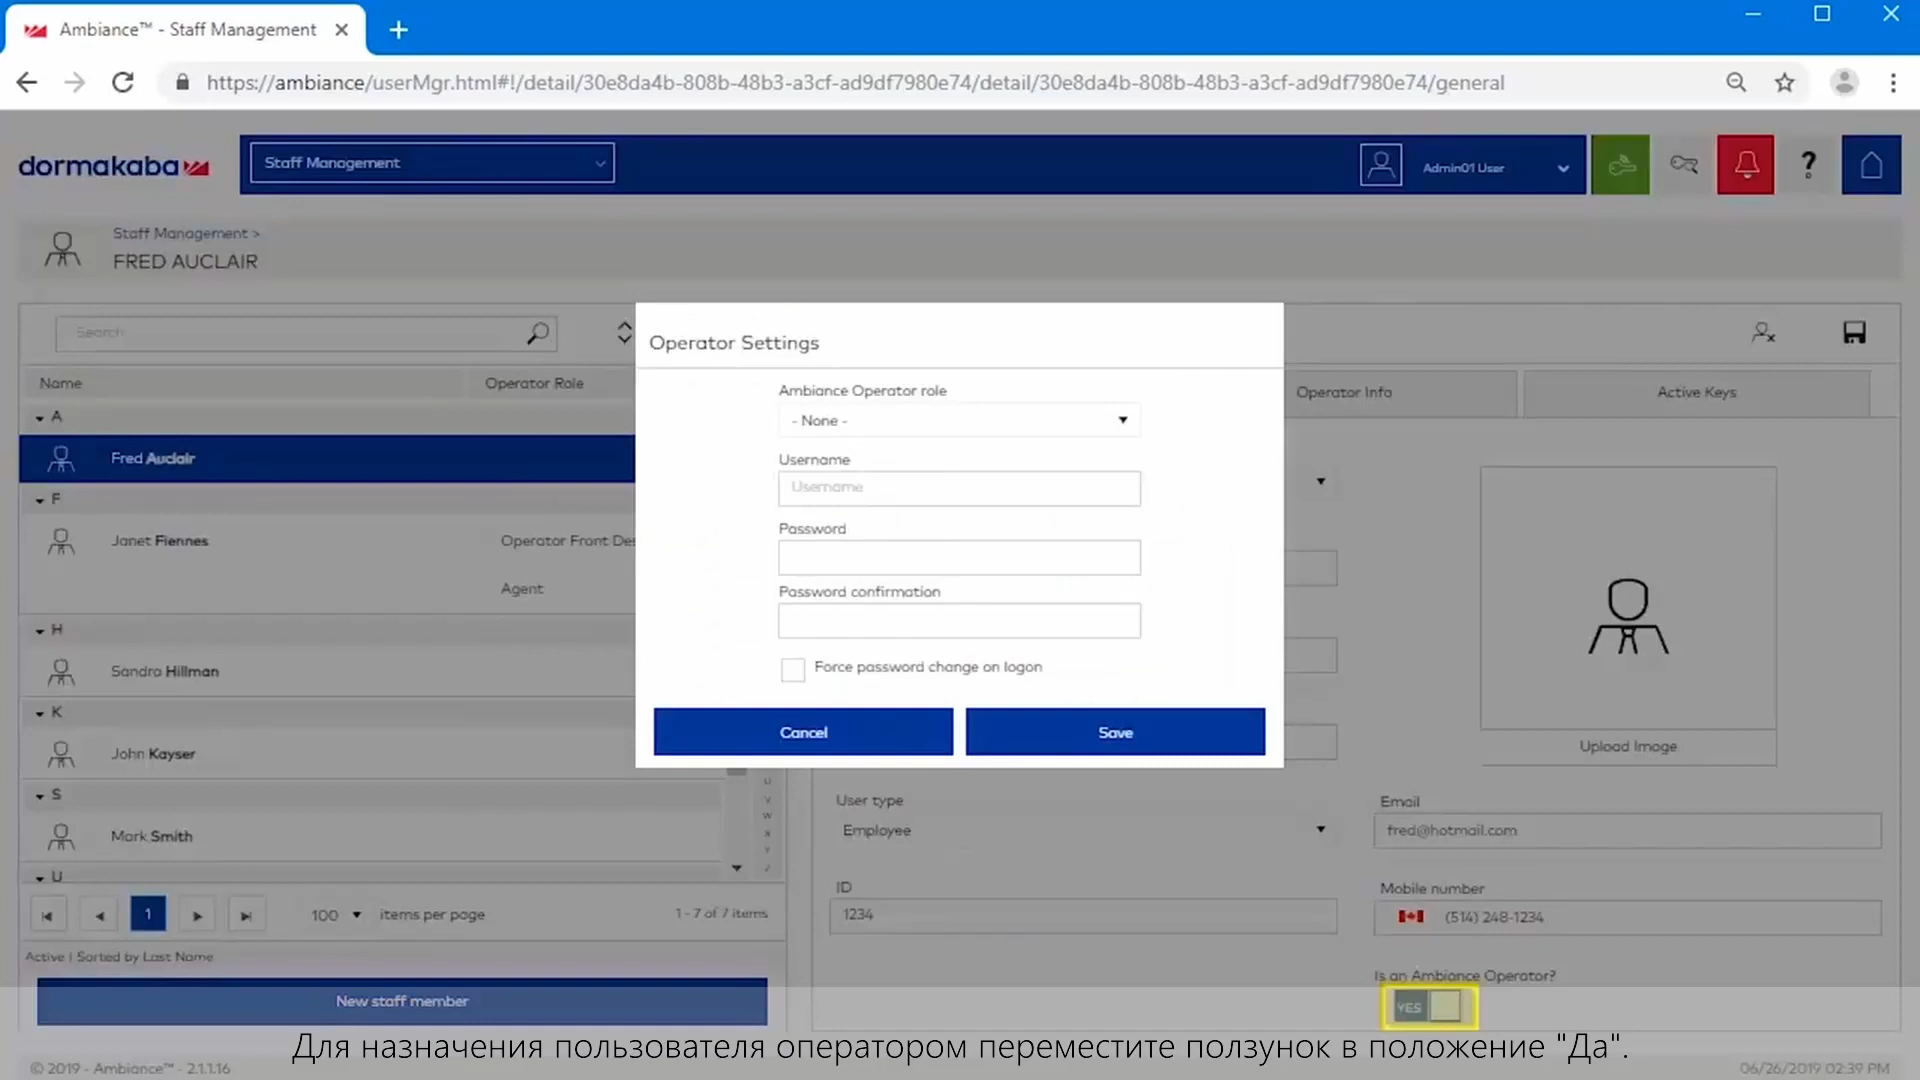 Ambiance™ - Staff Management
https://ambiance/userMgr.html#!/detail/30e8da4b-808b-48b3-a3cf-ad9df7980e74/detail/30e8da4b-808b-48b3-a3cf-ad9df7980e74/general
dormakaba
Staff Management
Admin01 User
?
Staff Management >
FRED AUCLAIR
Search
Name
Operator Role
A
Fred Auclair
F
Janet Fiennes
Operator Front Des
Agent
H
Sandra Hillman
K
John Kayser
S
Mark Smith
U
U
V
W
X
Y
Z
1
100
items per page
1 - 7 of 7 items
Active | Sorted by Last Name
New staff member
© 2019 - Ambiance™ - 2.1.1.16
Operator Settings
Ambiance Operator role
- None -
Username
Username
Password
Password confirmation
Force password change on logon
Cancel
Save
Operator Info
Active Keys
Upload Image
User type
Employee
ID
1234
Email
fred@hotmail.com
Mobile number
(514) 248-1234
Is an Ambiance Operator?
YES
Для назначения пользователя оператором переместите ползунок в положение "Да".
06/26/2019 02:39 PM